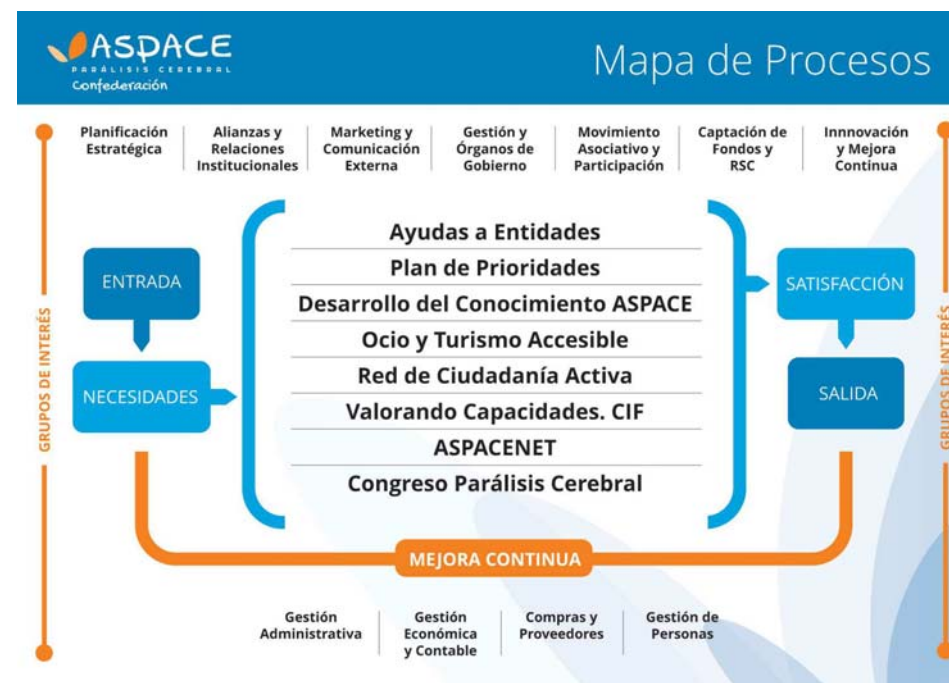 ASPACE
PARÁLISIS CEREBRAL
Confederación
Mapa de Procesos
Planificación
Estratégica
Alianzas y
Relaciones
Institucionales
Marketing y
Comunicación
Externa
Gestión y
Órganos de
Gobierno
Movimiento
Asociativo y
Participación
Captación de
Fondos y
RSC
Innnovación
y Mejora
Continua
GRUPOS DE INTERÉS
ENTRADA
NECESIDADES
Ayudas a Entidades
Plan de Prioridades
Desarrollo del Conocimiento ASPACE
Ocio y Turismo Accesible
Red de Ciudadanía Activa
Valorando Capacidades. CIF
ASPACENET
Congreso Parálisis Cerebral
SATISFACCIÓN
SALIDA
GRUPOS DE INTERÉS
MEJORA CONTINUA
Gestión
Administrativa
Gestión
Económica
y Contable
Compras y
Proveedores
Gestión de
Personas